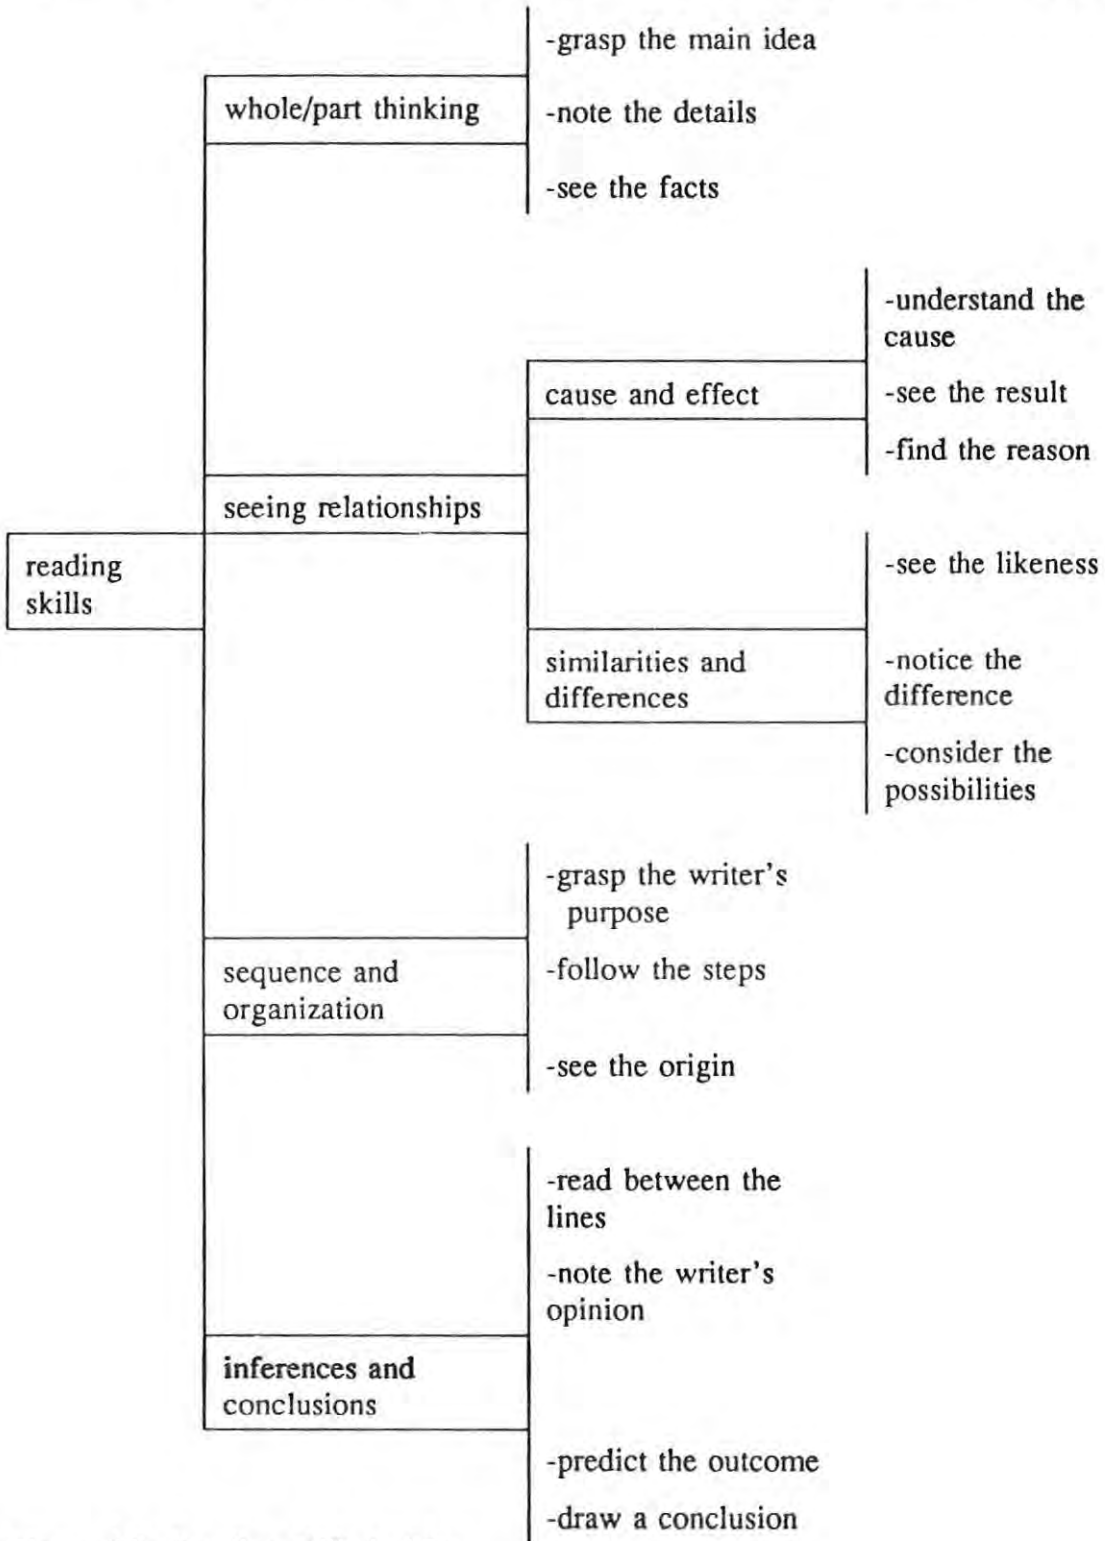 reading
skills
whole/part thinking
-grasp the main idea
-note the details
-see the facts
seeing relationships
cause and effect
-understand the
cause
-see the result
-find the reason
similarities and
differences
-see the likeness
-notice the
difference
-consider the
possibilities
sequence and
organization
-grasp the writer's
purpose
-follow the steps
-see the origin
inferences and
conclusions
-read between the
lines
-note the writer's
opinion
-predict the outcome
-draw a conclusion